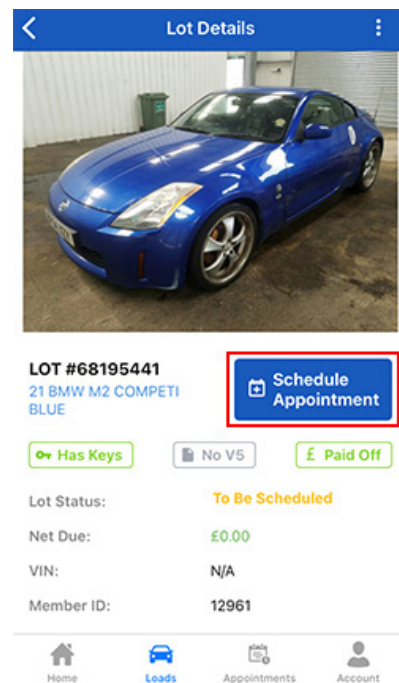 Lot Details
LOT #68195441
21 BMW M2 COMPETI
BLUE
Schedule
Appointment
Has Keys
No V5
£ Paid Off
Lot Status: To Be Scheduled
Net Due: £0.00
VIN: N/A
Member ID: 12961
Home Loads Appointments Account